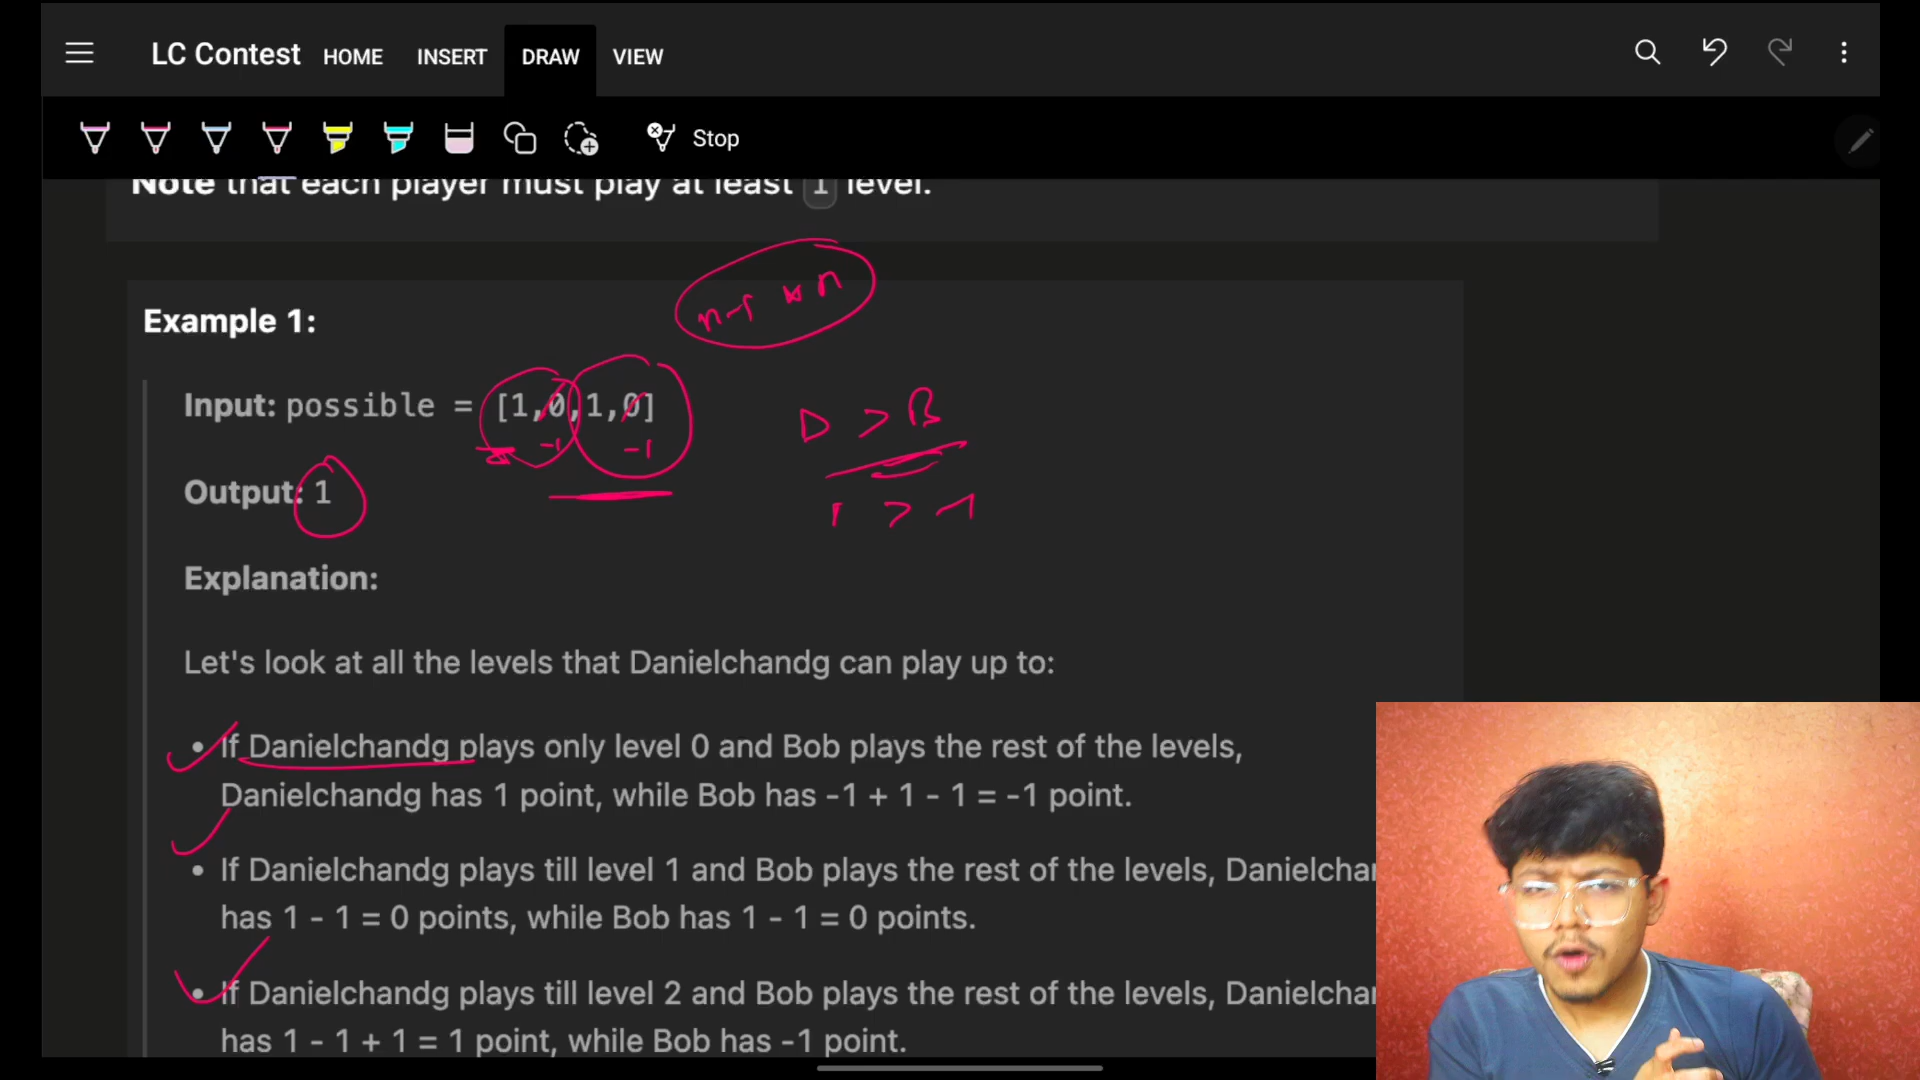 LC Contest HOME INSERT DRAW VIEW
Stop
Note that each player must play at least 1 level.
Example 1:
Input: possible = [1,0,1,0]
-1 -1
D > B
Output: 1
1 > -1
Explanation:
Let's look at all the levels that Danielchandg can play up to:
• If Danielchandg plays only level 0 and Bob plays the rest of the levels,
Danielchandg has 1 point, while Bob has -1 + 1 - 1 = -1 point.
• If Danielchandg plays till level 1 and Bob plays the rest of the levels, Danielchan
has 1 - 1 = 0 points, while Bob has 1 - 1 = 0 points.
• If Danielchandg plays till level 2 and Bob plays the rest of the levels, Danielchan
has 1 - 1 + 1 = 1 point, while Bob has -1 point.